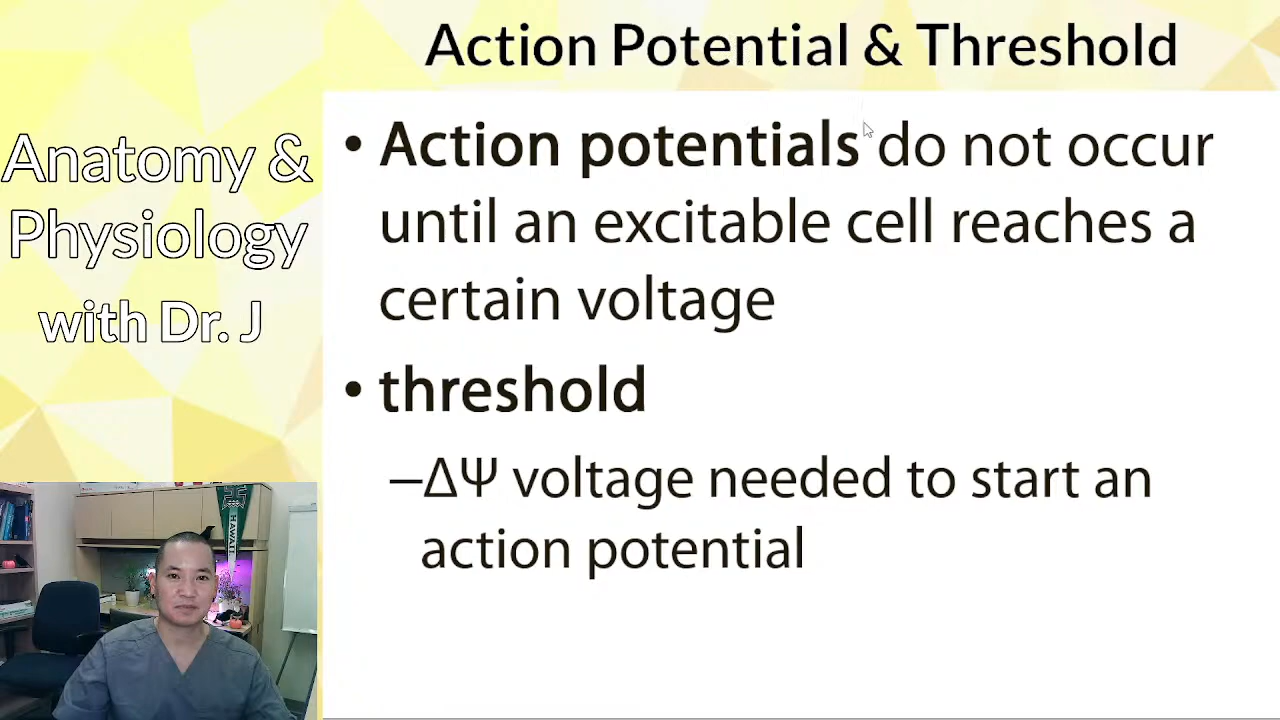 Action Potential & Threshold
Anatomy &
Physiology
with Dr. J
• Action potentials do not occur
until an excitable cell reaches a
certain voltage
• threshold
–ΔΨ voltage needed to start an
action potential
HAWAII